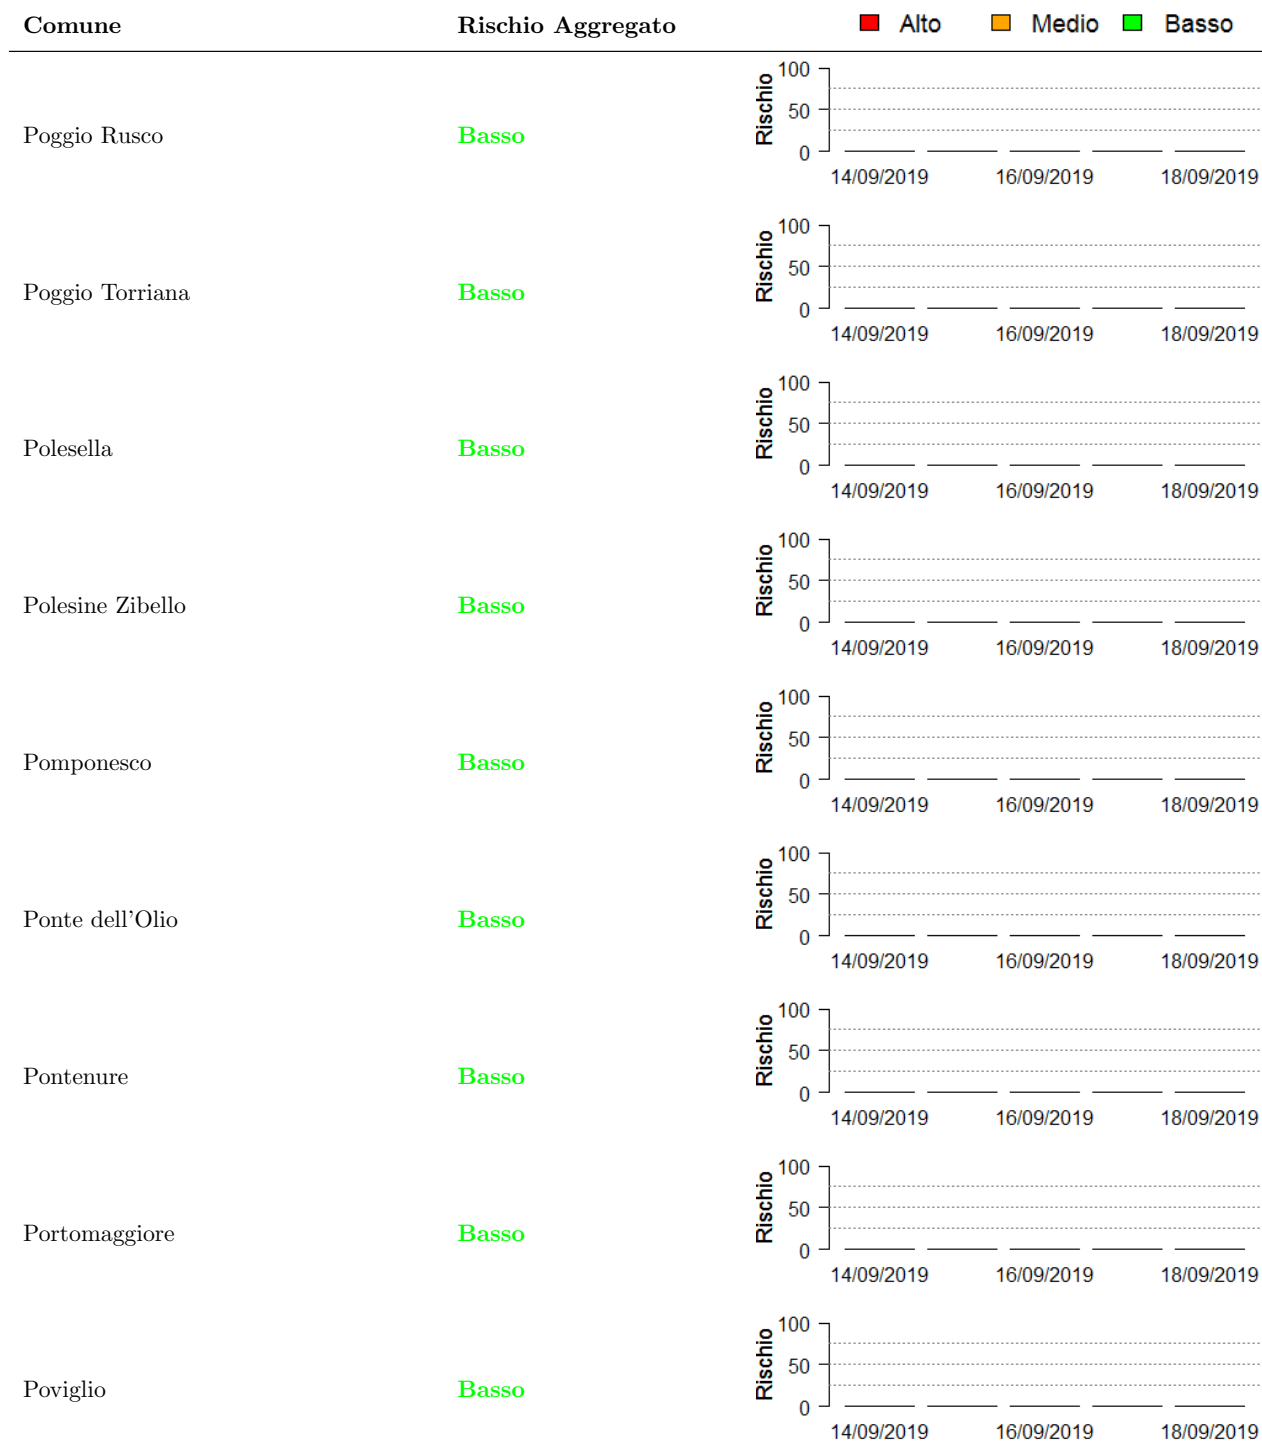 Comune Rischio Aggregato Alto Medio Basso
Poggio Rusco Basso Rischio 100 50 0
14/09/2019 16/09/2019 18/09/2019
Poggio Torriana Basso Rischio 100 50 0
14/09/2019 16/09/2019 18/09/2019
Polesella Basso Rischio 100 50 0
14/09/2019 16/09/2019 18/09/2019
Polesine Zibello Basso Rischio 100 50 0
14/09/2019 16/09/2019 18/09/2019
Pomponesco Basso Rischio 100 50 0
14/09/2019 16/09/2019 18/09/2019
Ponte dell'Olio Basso Rischio 100 50 0
14/09/2019 16/09/2019 18/09/2019
Pontenure Basso Rischio 100 50 0
14/09/2019 16/09/2019 18/09/2019
Portomaggiore Basso Rischio 100 50 0
14/09/2019 16/09/2019 18/09/2019
Poviglio Basso Rischio 100 50 0
14/09/2019 16/09/2019 18/09/2019